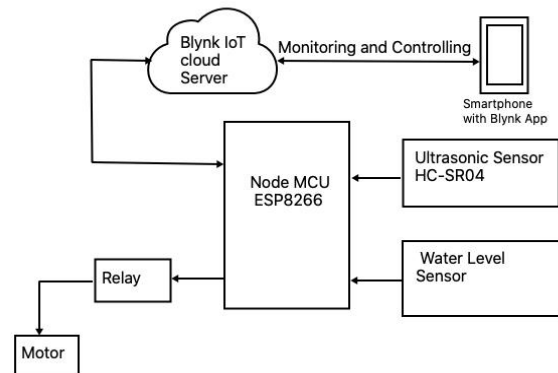 Blynk IoT
cloud
Server
Monitoring and Controlling
Smartphone
with Blynk App
Node MCU
ESP8266
Ultrasonic Sensor
HC-SR04
Water Level
Sensor
Relay
Motor